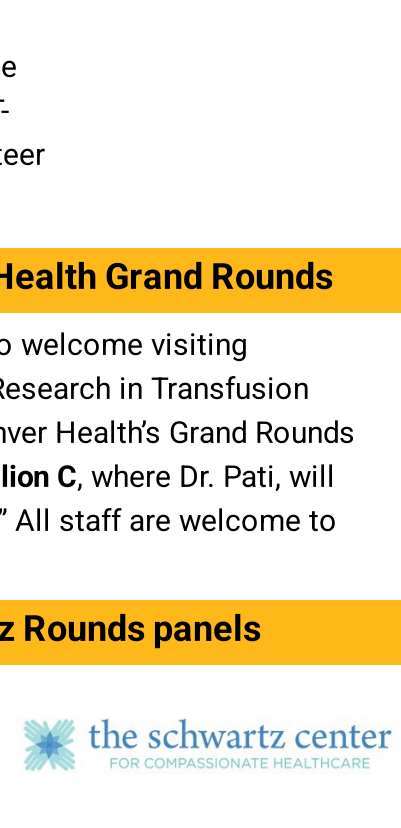 e
teer
Health Grand Rounds
o welcome visiting
Research in Transfusion
nver Health’s Grand Rounds
lion C, where Dr. Pati, will
” All staff are welcome to
z Rounds panels
the schwartz center
FOR COMPASSIONATE HEALTHCARE